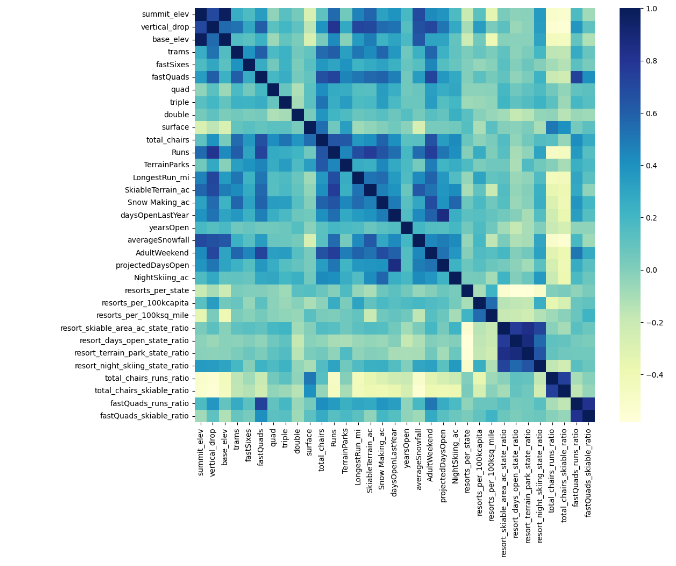 summit_elev
vertical_drop
base_elev
trams
fastSixes
fastQuads
quad
triple
double
surface
total_chairs
Runs
TerrainParks
LongestRun_mi
SkiableTerrain_ac
Snow Making_ac
daysOpenLastYear
yearsOpen
averageSnowfall
AdultWeekend
projectedDaysOpen
NightSkiing_ac
resorts_per_state
resorts_per_100kcapita
resorts_per_100ksq_mile
resort_skiable_area_ac_state_ratio
resort_days_open_state_ratio
resort_terrain_park_state_ratio
resort_night_skiing_state_ratio
total_chairs_runs_ratio
total_chairs_skiable_ratio
fastQuads_runs_ratio
fastQuads_skiable_ratio
summit_elev
vertical_drop
base_elev
trams
fastSixes
fastQuads
quad
triple
double
surface
total_chairs
Runs
TerrainParks
LongestRun_mi
SkiableTerrain_ac
Snow Making_ac
daysOpenLastYear
yearsOpen
averageSnowfall
AdultWeekend
projectedDaysOpen
NightSkiing_ac
resorts_per_state
resorts_per_100kcapita
resorts_per_100ksq_mile
resort_skiable_area_ac_state_ratio
resort_days_open_state_ratio
resort_terrain_park_state_ratio
resort_night_skiing_state_ratio
total_chairs_runs_ratio
total_chairs_skiable_ratio
fastQuads_runs_ratio
fastQuads_skiable_ratio
1.0
0.8
0.6
0.4
0.2
0.0
−0.2
−0.4